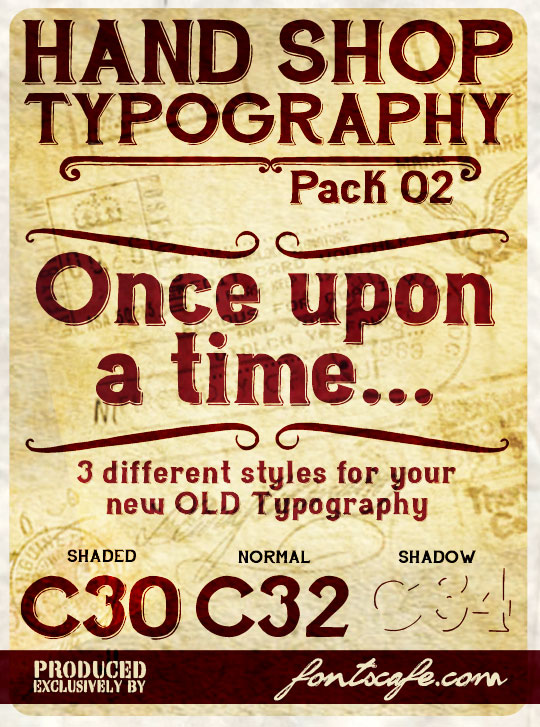 HAND SHOP
TYPOGRAPHY
Pack 02
Once upon
a time...
3 different styles for your
new OLD Typography
SHADED NORMAL SHADOW
C30 C32 C34
PRODUCED
EXCLUSIVELY BY
fontscafe.com